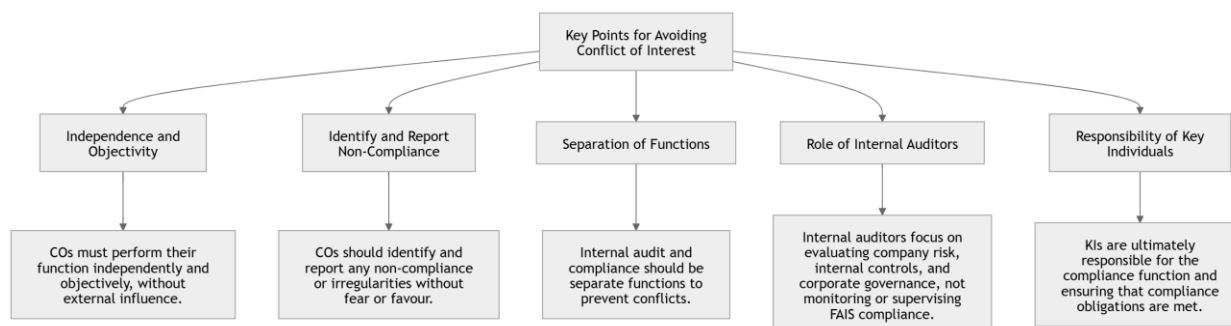 Key Points for Avoiding
Conflict of Interest
Independence and
Objectivity
Identify and Report
Non-Compliance
Separation of Functions
Role of Internal Auditors
Responsibility of Key
Individuals
COs must perform their
function independently and
objectively, without
external influence.
COs should identify and
report any non-compliance
or irregularities without
fear or favour.
Internal audit and
compliance should be
separate functions to
prevent conflicts.
Internal auditors focus on
evaluating company risk,
internal controls, and
corporate governance, not
monitoring or supervising
FAIS compliance.
KIs are ultimately
responsible for the
compliance function and
ensuring that compliance
obligations are met.